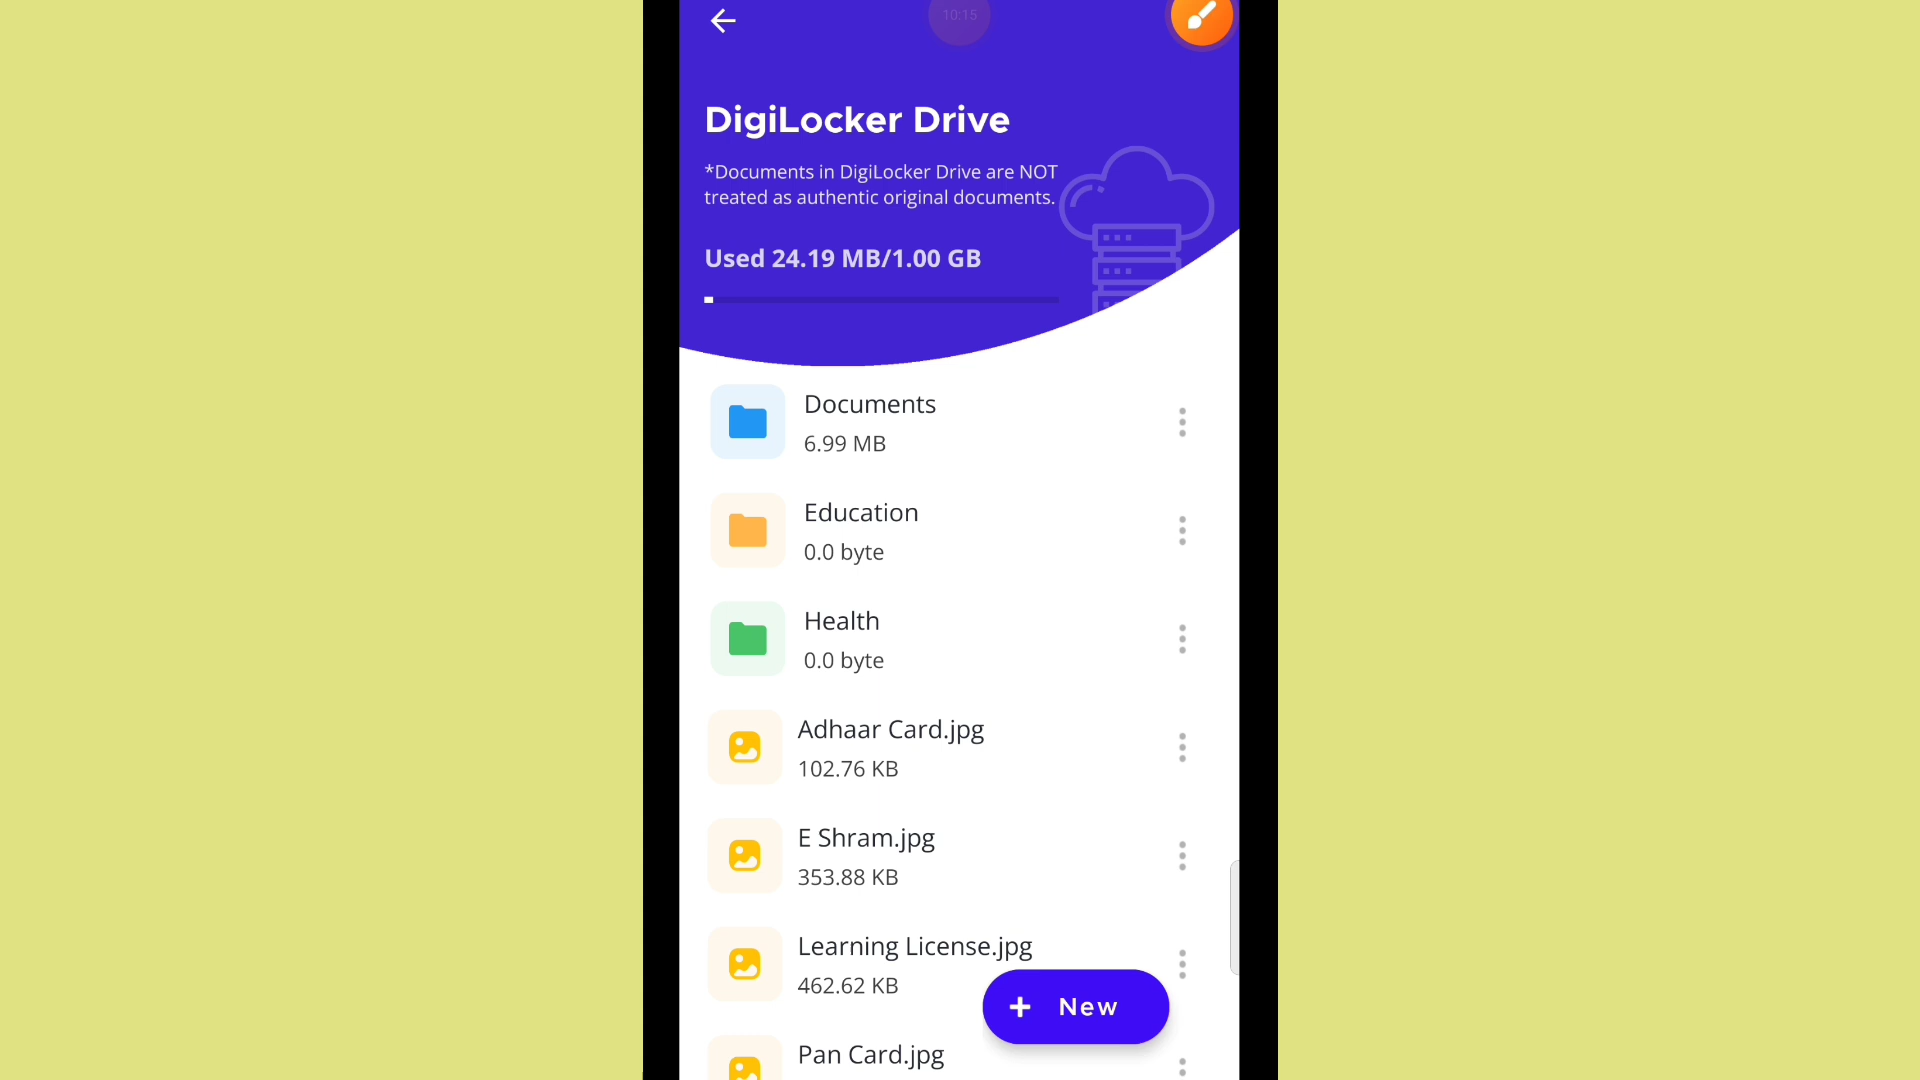 10:15
DigiLocker Drive
*Documents in DigiLocker Drive are NOT
treated as authentic original documents.
Used 24.19 MB/1.00 GB
Documents
6.99 MB
Education
0.0 byte
Health
0.0 byte
Adhaar Card.jpg
102.76 KB
E Shram.jpg
353.88 KB
Learning License.jpg
462.62 KB
+ New
Pan Card.jpg